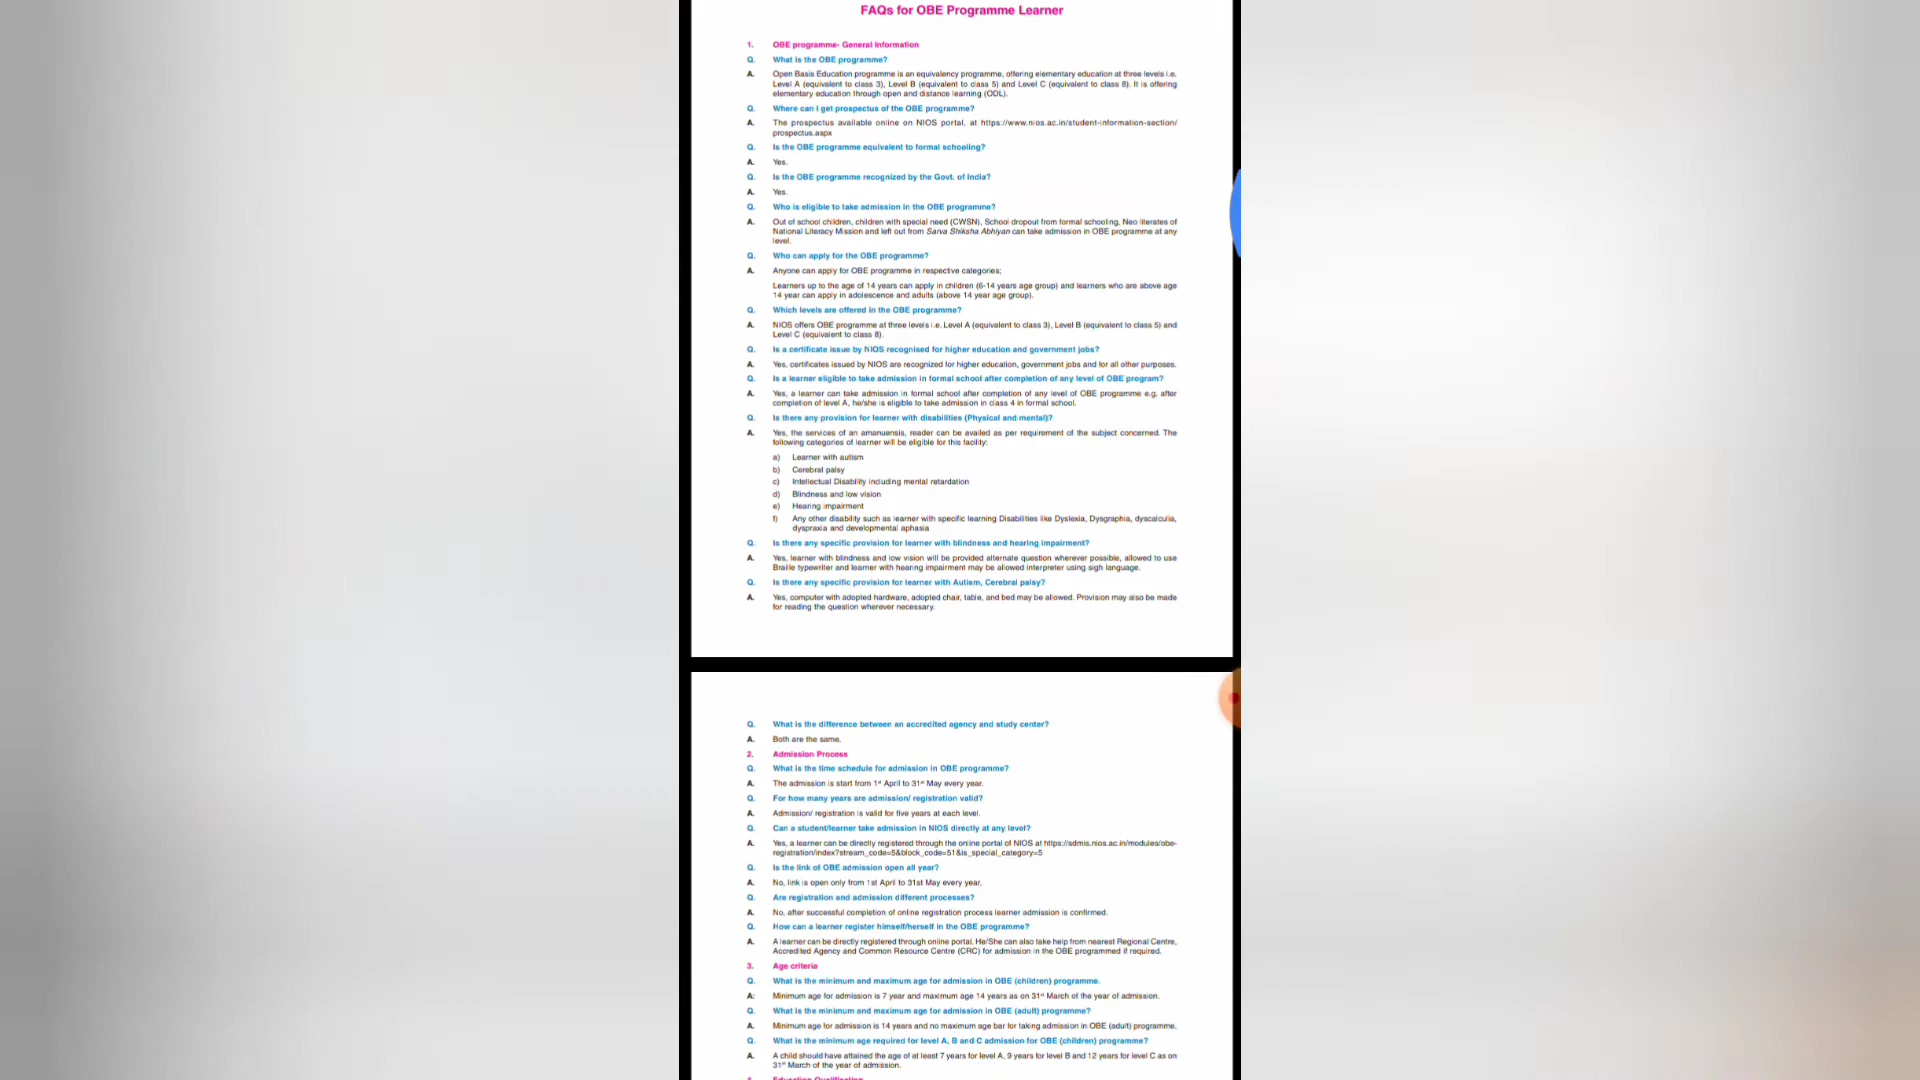 FAQs for OBE Programme Learner
1. OBE programme- General Information
Q. What is the OBE programme?
A. Open Basis Education programme is an equivalency programme, offering elementary education at three levels i.e.
Level A (equivalent to class 3), Level B (equivalent to class 5) and Level C (equivalent to class 8). It is offering
elementary education through open and distance learning (ODL).
Q. Where can I get prospectus of the OBE programme?
A. The prospectus available online on NIOS portal, at https://www.nios.ac.in/student-information-section/
prospectus.aspx
Q. Is the OBE programme equivalent to formal schooling?
A. Yes.
Q. Is the OBE programme recognized by the Govt. of India?
A. Yes.
Q. Who is eligible to take admission in the OBE programme?
A. Out of school children, children with special need (CWSN), School dropout from formal schooling, Neo literates of
National Literacy Mission and left out from Sarva Shiksha Abhiyan can take admission in OBE programme at any
level.
Q. Who can apply for the OBE programme?
A. Anyone can apply for OBE programme in respective categories;
Learners up to the age of 14 years can apply in children (6-14 years age group) and learners who are above age
14 year can apply in adolescence and adults (above 14 year age group).
Q. Which levels are offered in the OBE programme?
A. NIOS offers OBE programme at three levels i.e. Level A (equivalent to class 3), Level B (equivalent to class 5) and
Level C (equivalent to class 8).
Q. Is a certificate issue by NIOS recognised for higher education and government jobs?
A. Yes, certificates issued by NIOS are recognized for higher education, government jobs and for all other purposes.
Q. Is a learner eligible to take admission in formal school after completion of any level of OBE program?
A. Yes, a learner can take admission in formal school after completion of any level of OBE programme e.g. after
completion of level A, he/she is eligible to take admission in class 4 in formal school.
Q. Is there any provision for learner with disabilities (Physical and mental)?
A. Yes, the services of an amanuensis, reader can be availed as per requirement of the subject concerned. The
following categories of learner will be eligible for this facility:
a) Learner with autism
b) Cerebral palsy
c) Intellectual Disability including mental retardation
d) Blindness and low vision
e) Hearing impairment
f) Any other disability such as learner with specific learning Disabilities like Dyslexia, Dysgraphia, dyscalculia,
dyspraxia and developmental aphasia
Q. Is there any specific provision for learner with blindness and hearing impairment?
A. Yes, learner with blindness and low vision will be provided alternate question wherever possible, allowed to use
Braille typewriter and learner with hearing impairment may be allowed interpreter using sigh language.
Q. Is there any specific provision for learner with Autism, Cerebral palsy?
A. Yes, computer with adopted hardware, adopted chair, table, and bed may be allowed. Provision may also be made
for reading the question wherever necessary.
Q. What is the difference between an accredited agency and study center?
A. Both are the same.
2. Admission Process
Q. What is the time schedule for admission in OBE programme?
A. The admission is start from 1st April to 31st May every year.
Q. For how many years are admission/ registration valid?
A. Admission/ registration is valid for five years at each level.
Q. Can a student/learner take admission in NIOS directly at any level?
A. Yes, a learner can be directly registered through the online portal of NIOS at https://sdmis.nios.ac.in/modules/obe-
registration/index?stream_code=5&block_code=51&is_special_category=5
Q. Is the link of OBE admission open all year?
A. No, link is open only from 1st April to 31st May every year.
Q. Are registration and admission different processes?
A. No, after successful completion of online registration process learner admission is confirmed.
Q. How can a learner register himself/herself in the OBE programme?
A. A learner can be directly registered through online portal. He/She can also take help from nearest Regional Centre,
Accredited Agency and Common Resource Centre (CRC) for admission in the OBE programmed if required.
3. Age criteria
Q. What is the minimum and maximum age for admission in OBE (children) programme.
A: Minimum age for admission is 7 year and maximum age 14 years as on 31st March of the year of admission.
Q. What is the minimum and maximum age for admission in OBE (adult) programme?
A. Minimum age for admission is 14 years and no maximum age bar for taking admission in OBE (adult) programme.
Q. What is the minimum age required for level A, B and C admission for OBE (children) programme?
A. A child should have attained the age of at least 7 years for level A, 9 years for level B and 12 years for level C as on
31st March of the year of admission.
4. Education Qualification